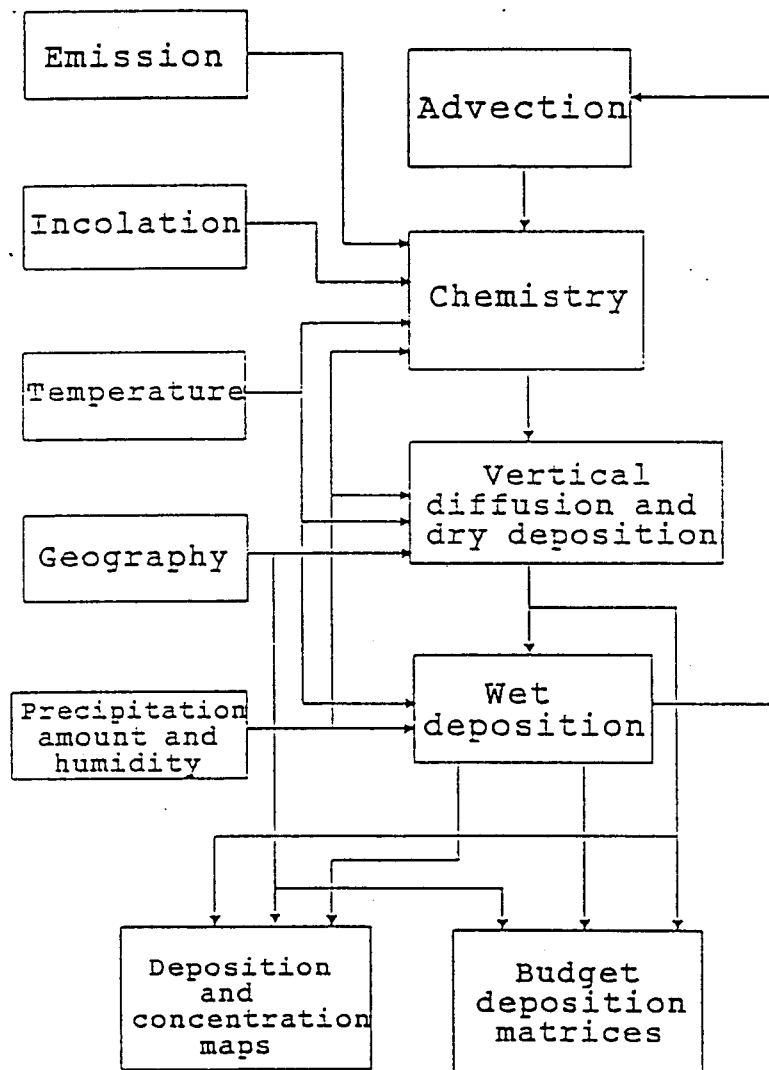 Emission
Advection
Incolation
Chemistry
Temperature
Vertical
diffusion and
dry deposition
Geography
Wet
deposition
Precipitation
amount and
humidity
Deposition
and
concentration
maps
Budget
deposition
matrices